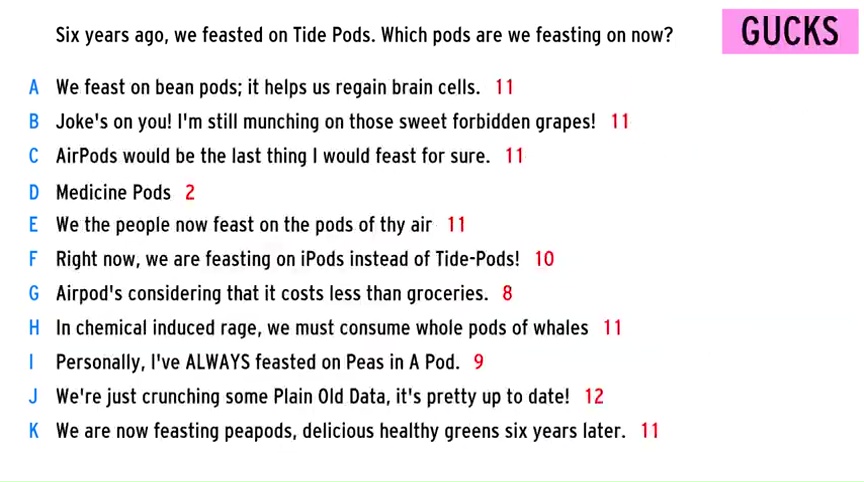 Six years ago, we feasted on Tide Pods. Which pods are we feasting on now?
GUCKS
A We feast on bean pods; it helps us regain brain cells. 11
B Joke's on you! I'm still munching on those sweet forbidden grapes! 11
C AirPods would be the last thing I would feast for sure. 11
D Medicine Pods 2
E We the people now feast on the pods of thy air 11
F Right now, we are feasting on iPods instead of Tide-Pods! 10
G Airpod's considering that it costs less than groceries. 8
H In chemical induced rage, we must consume whole pods of whales 11
I Personally, I've ALWAYS feasted on Peas in A Pod. 9
J We're just crunching some Plain Old Data, it's pretty up to date! 12
K We are now feasting peapods, delicious healthy greens six years later. 11